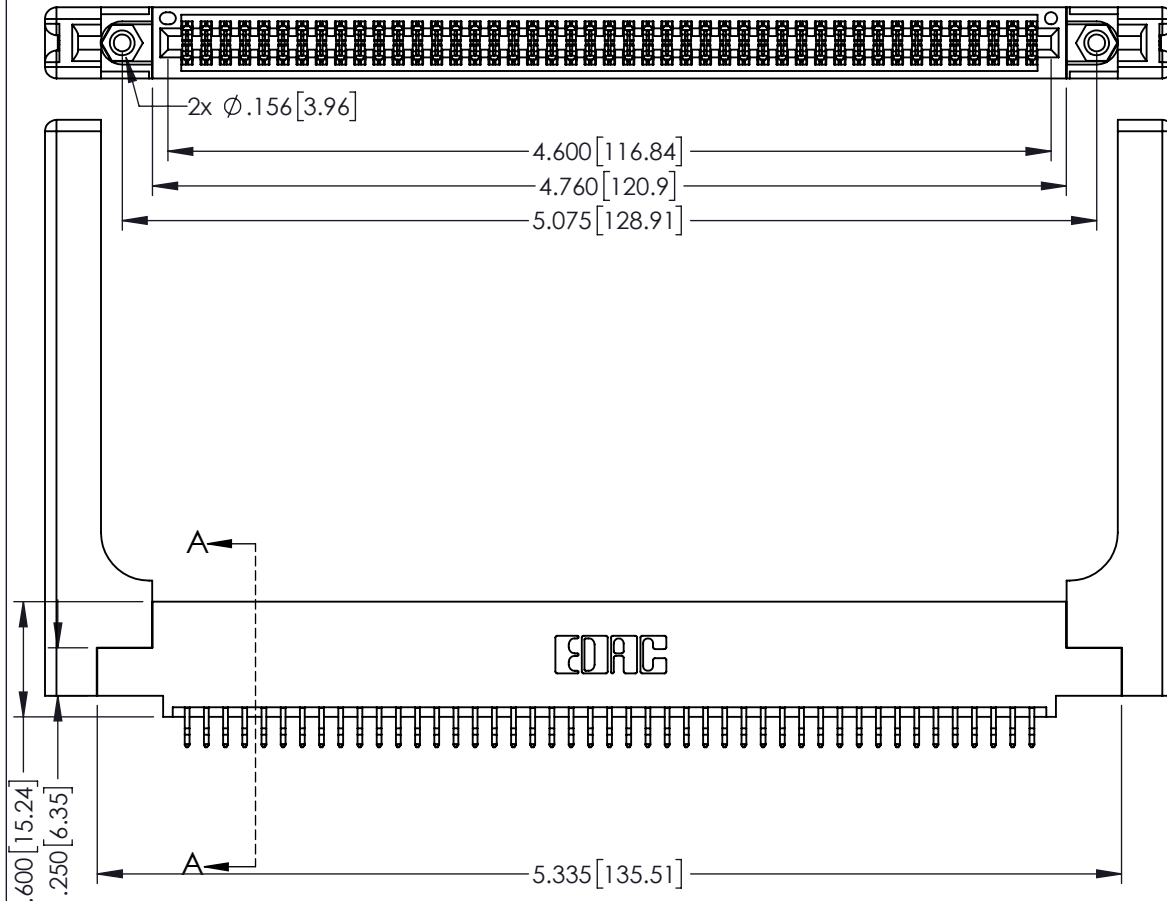 2x Ø.156[3.96]
4.600[116.84]
4.760[120.9]
5.075[128.91]
A
EDAC
.600[15.24]
.250[6.35]
A
5.335[135.51]